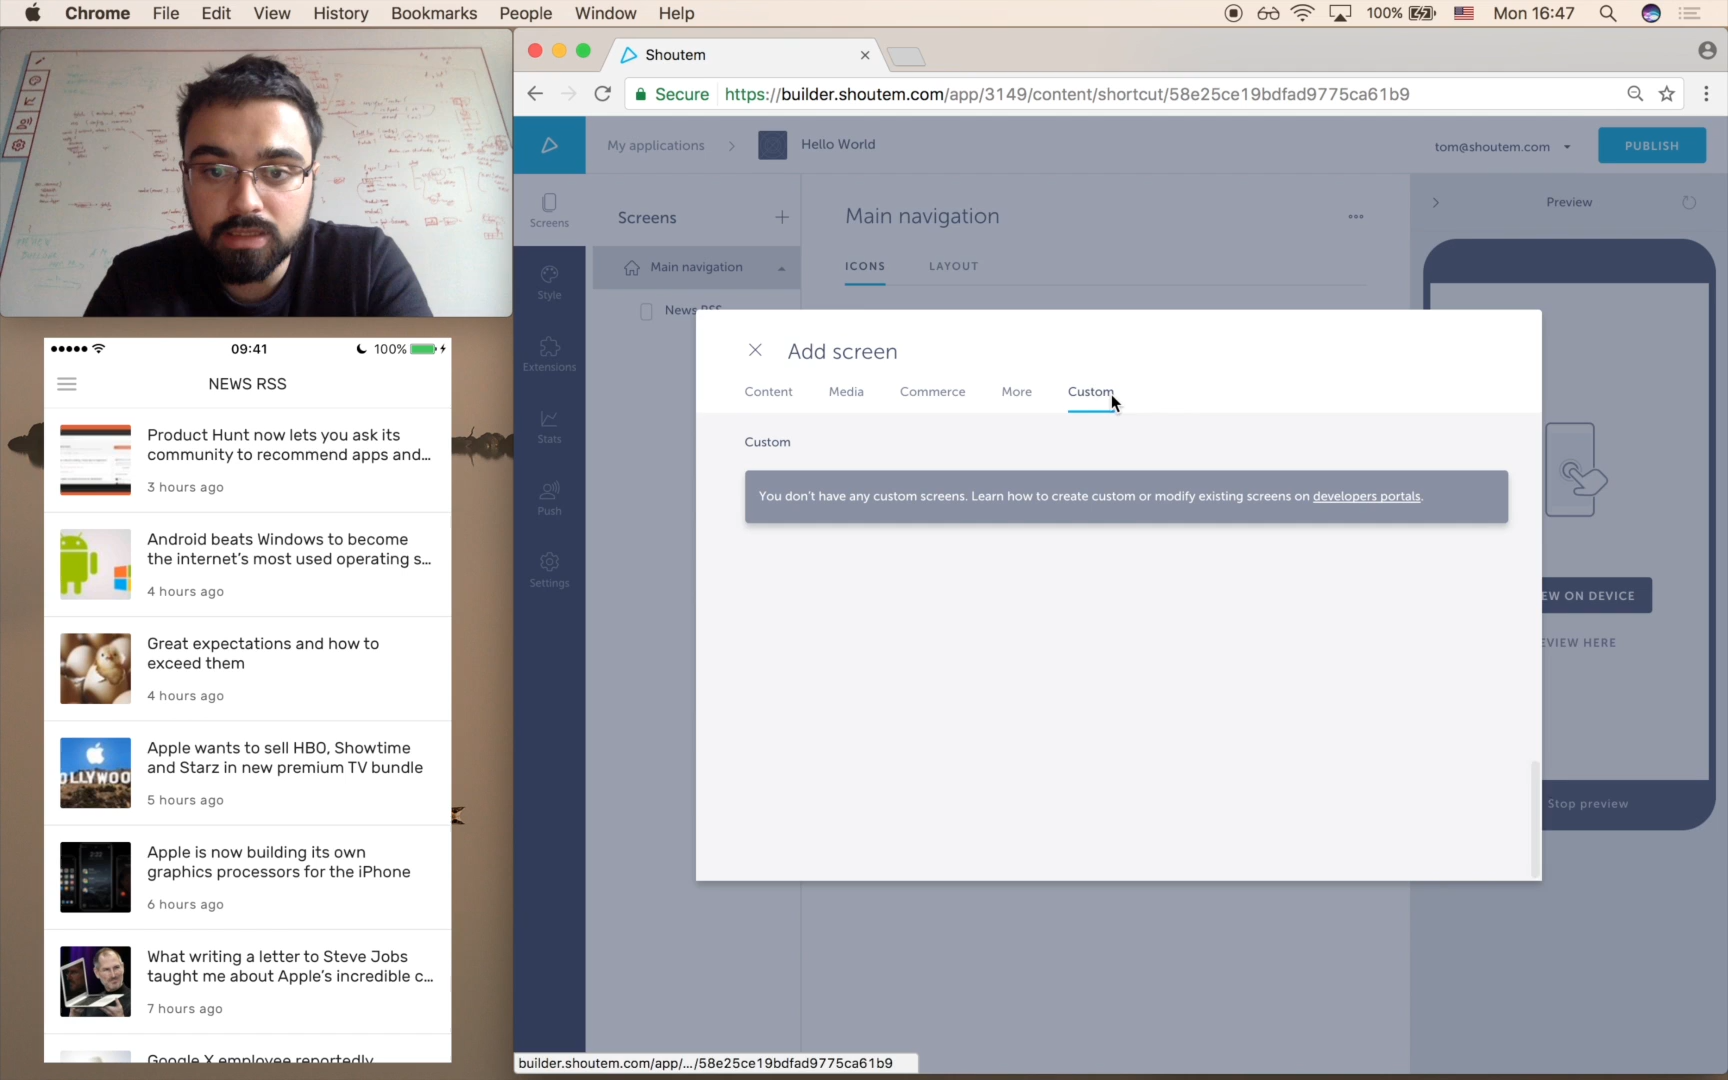 Chrome File Edit View History Bookmarks People Window Help 100% Mon 16:47
Shoutem
Secure https://builder.shoutem.com/app/3149/content/shortcut/58e25ce19bdfad9775ca61b9
My applications Hello World tom@shoutem.com PUBLISH
Screens
Style
Extensions
Stats
Push
Settings
Screens +
Main navigation
News RSS
Main navigation
ICONS LAYOUT
Preview
Add screen
Content Media Commerce More Custom
Custom
You don't have any custom screens. Learn how to create custom or modify existing screens on developers portals.
EW ON DEVICE
EVIEW HERE
Stop preview
09:41 100%
NEWS RSS
Product Hunt now lets you ask its
community to recommend apps and...
3 hours ago
Android beats Windows to become
the internet's most used operating s...
4 hours ago
Great expectations and how to
exceed them
4 hours ago
Apple wants to sell HBO, Showtime
and Starz in new premium TV bundle
OLLYWOO
5 hours ago
Apple is now building its own
graphics processors for the iPhone
6 hours ago
What writing a letter to Steve Jobs
taught me about Apple's incredible c...
7 hours ago
Google X employee reportedly
builder.shoutem.com/app/.../58e25ce19bdfad9775ca61b9